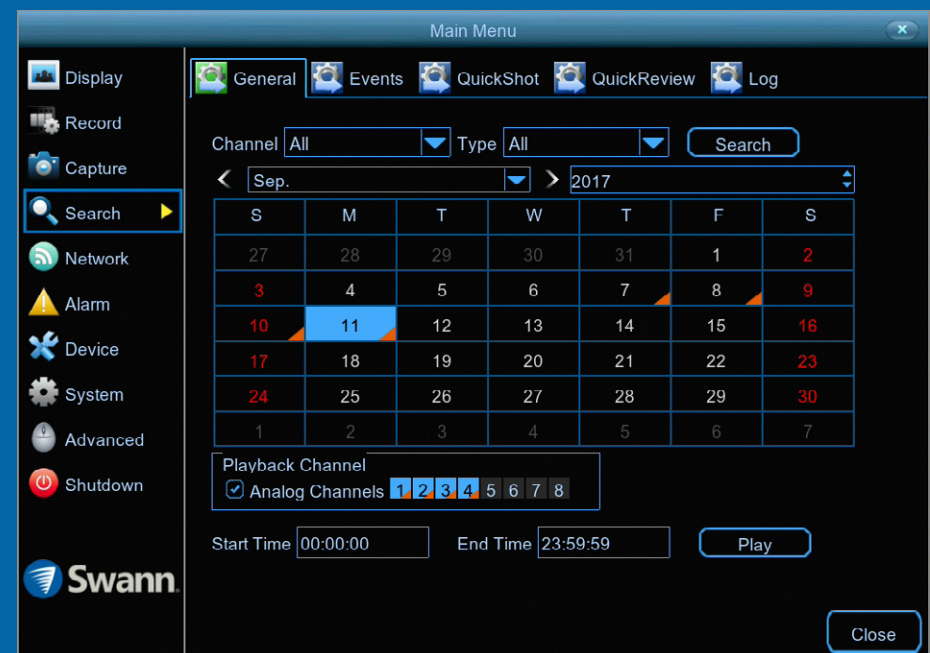 Main Menu
Display
Record
Capture
Search
Network
Alarm
Device
System
Advanced
Shutdown
Swann
General Events QuickShot QuickReview Log
Channel All Type All Search
Sep. 2017
S M T W T F S
27 28 29 30 31 1 2
3 4 5 6 7 8 9
10 11 12 13 14 15 16
17 18 19 20 21 22 23
24 25 26 27 28 29 30
1 2 3 4 5 6 7
Playback Channel
Analog Channels 1 2 3 4 5 6 7 8
Start Time 00:00:00 End Time 23:59:59 Play
Close